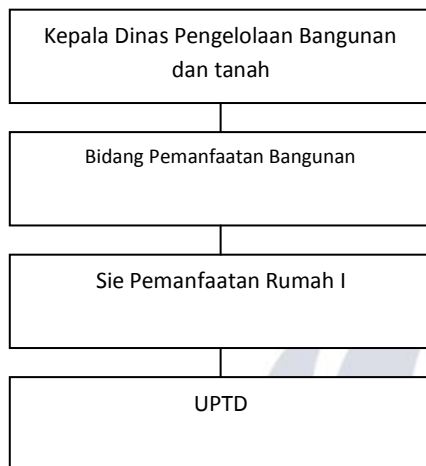 Kepala Dinas Pengelolaan Bangunan
dan tanah
Bidang Pemanfaatan Bangunan
Sie Pemanfaatan Rumah I
UPTD